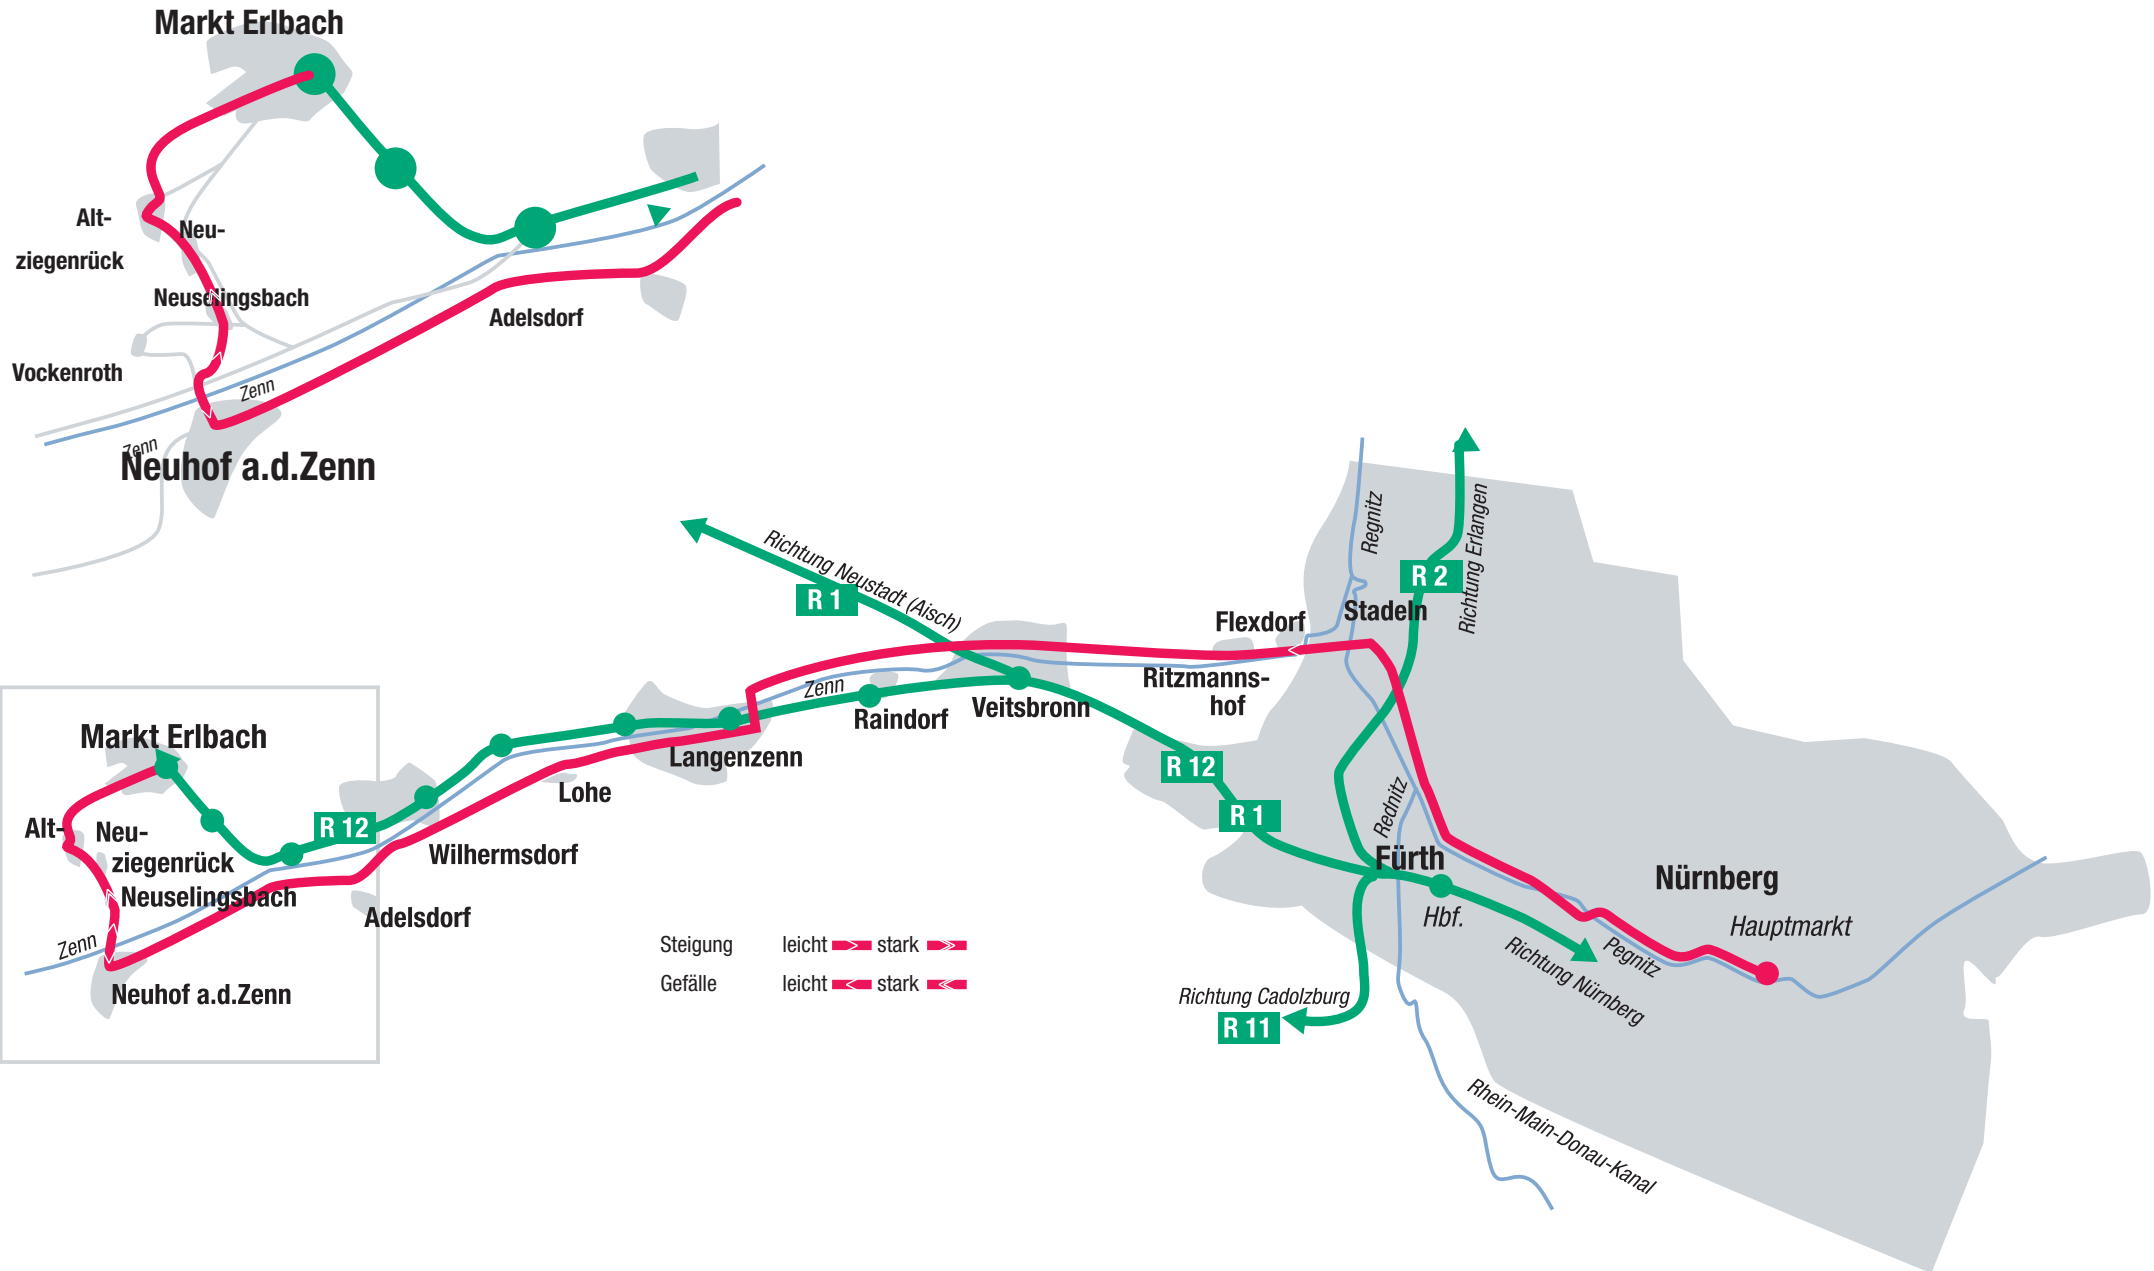 Markt Erlbach
Alt-
Neu-
ziegenrück
Neuselingsbach
Adelsdorf
Vockenroth
Zenn
Zenn
Neuhof a.d.Zenn
Regnitz
Richtung Erlangen
Richtung Neustadt (Aisch)
R 1
R 2
Stadeln
Flexdorf
Ritzmanns-
hof
Zenn
Raindorf
Veitsbronn
Langenzenn
Lohe
R 12
R 1
Markt Erlbach
R 12
Alt-
Neu-
ziegenrück
Neuselingsbach
Wilhermsdorf
Adelsdorf
Zenn
Neuhof a.d.Zenn
Rednitz
Fürth
Hbf.
Nürnberg
Hauptmarkt
Pegnitz
Richtung Nürnberg
Steigung leicht stark
Gefälle leicht stark
Richtung Cadolzburg
R 11
Rhein-Main-Donau-Kanal